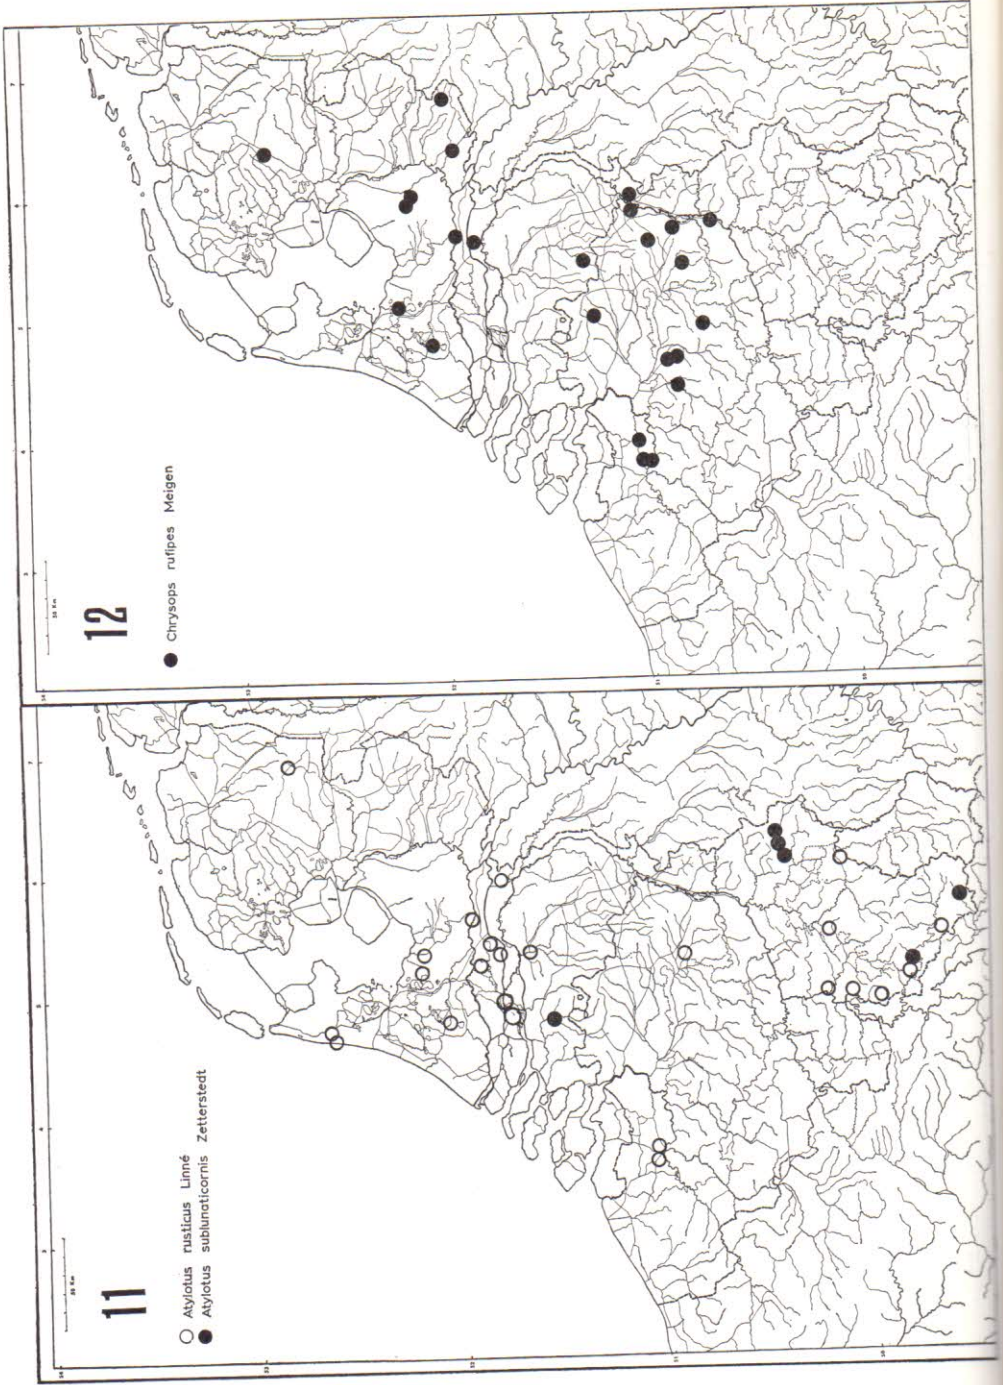 12
● Chrysops rufipes Meigen
11
○ Atylotus rusticus Linné
● Atylotus sublunaticornis Zetterstedt